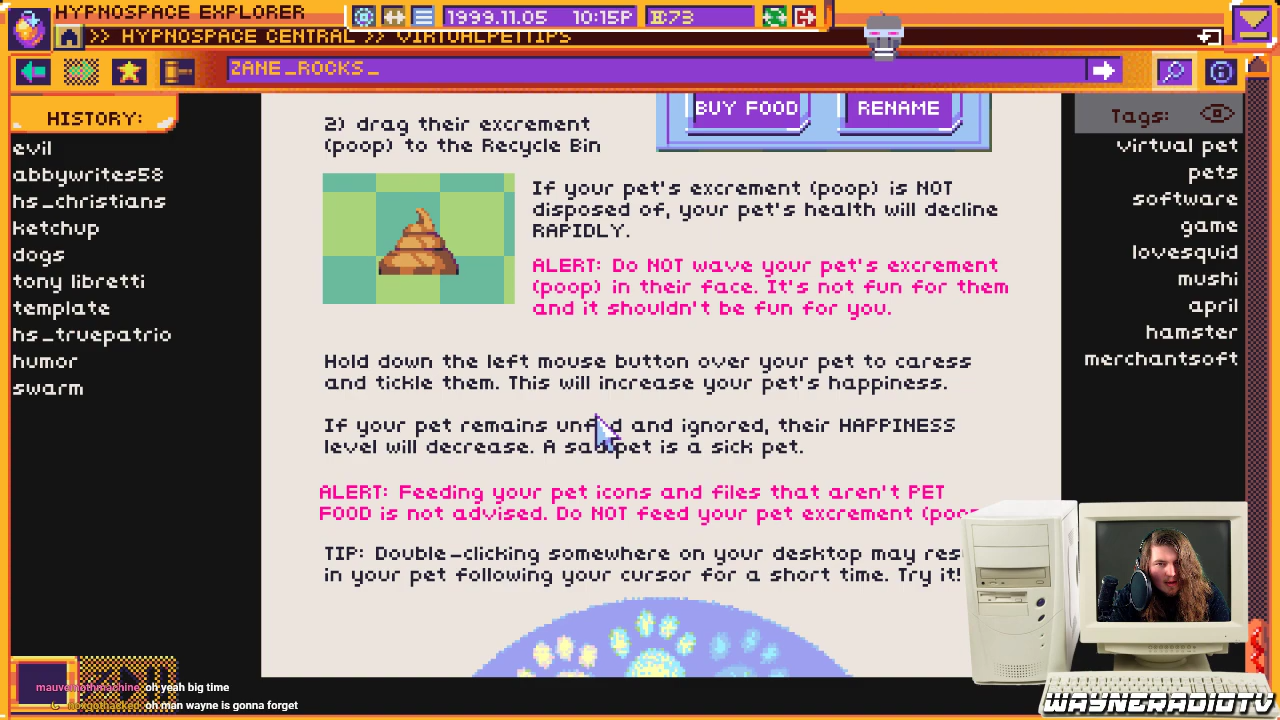 HYPNOSPACE EXPLORER
1999.11.05 10:15P
:73
>> HYPNOSPACE CENTRAL >> VIRTUALPETTIPS
ZANE_ROCKS_
HISTORY:
evil
abbywrites58
hs_christians
ketchup
dogs
tony libretti
template
hs_truepatrio
humor
swarm
BUY FOOD
RENAME
2) drag their excrement
(poop) to the Recycle Bin
If your pet's excrement (poop) is NOT
disposed of, your pet's health will decline
RAPIDLY.
ALERT: Do NOT wave your pet's excrement
(poop) in their face. It's not fun for them
and it shouldn't be fun for you.
Hold down the left mouse button over your pet to caress
and tickle them. This will increase your pet's happiness.
If your pet remains unfed and ignored, their HAPPINESS
level will decrease. A sad pet is a sick pet.
ALERT: Feeding your pet icons and files that aren't PET
FOOD is not advised. Do NOT feed your pet excrement (poo
TIP: Double-clicking somewhere on your desktop may res
in your pet following your cursor for a short time. Try it!
Tags:
virtual pet
pets
software
game
lovesquid
mushi
april
hamster
merchantsoft
oh yeah big time
oh man wayne is gonna forget
WAYNERADIOTV